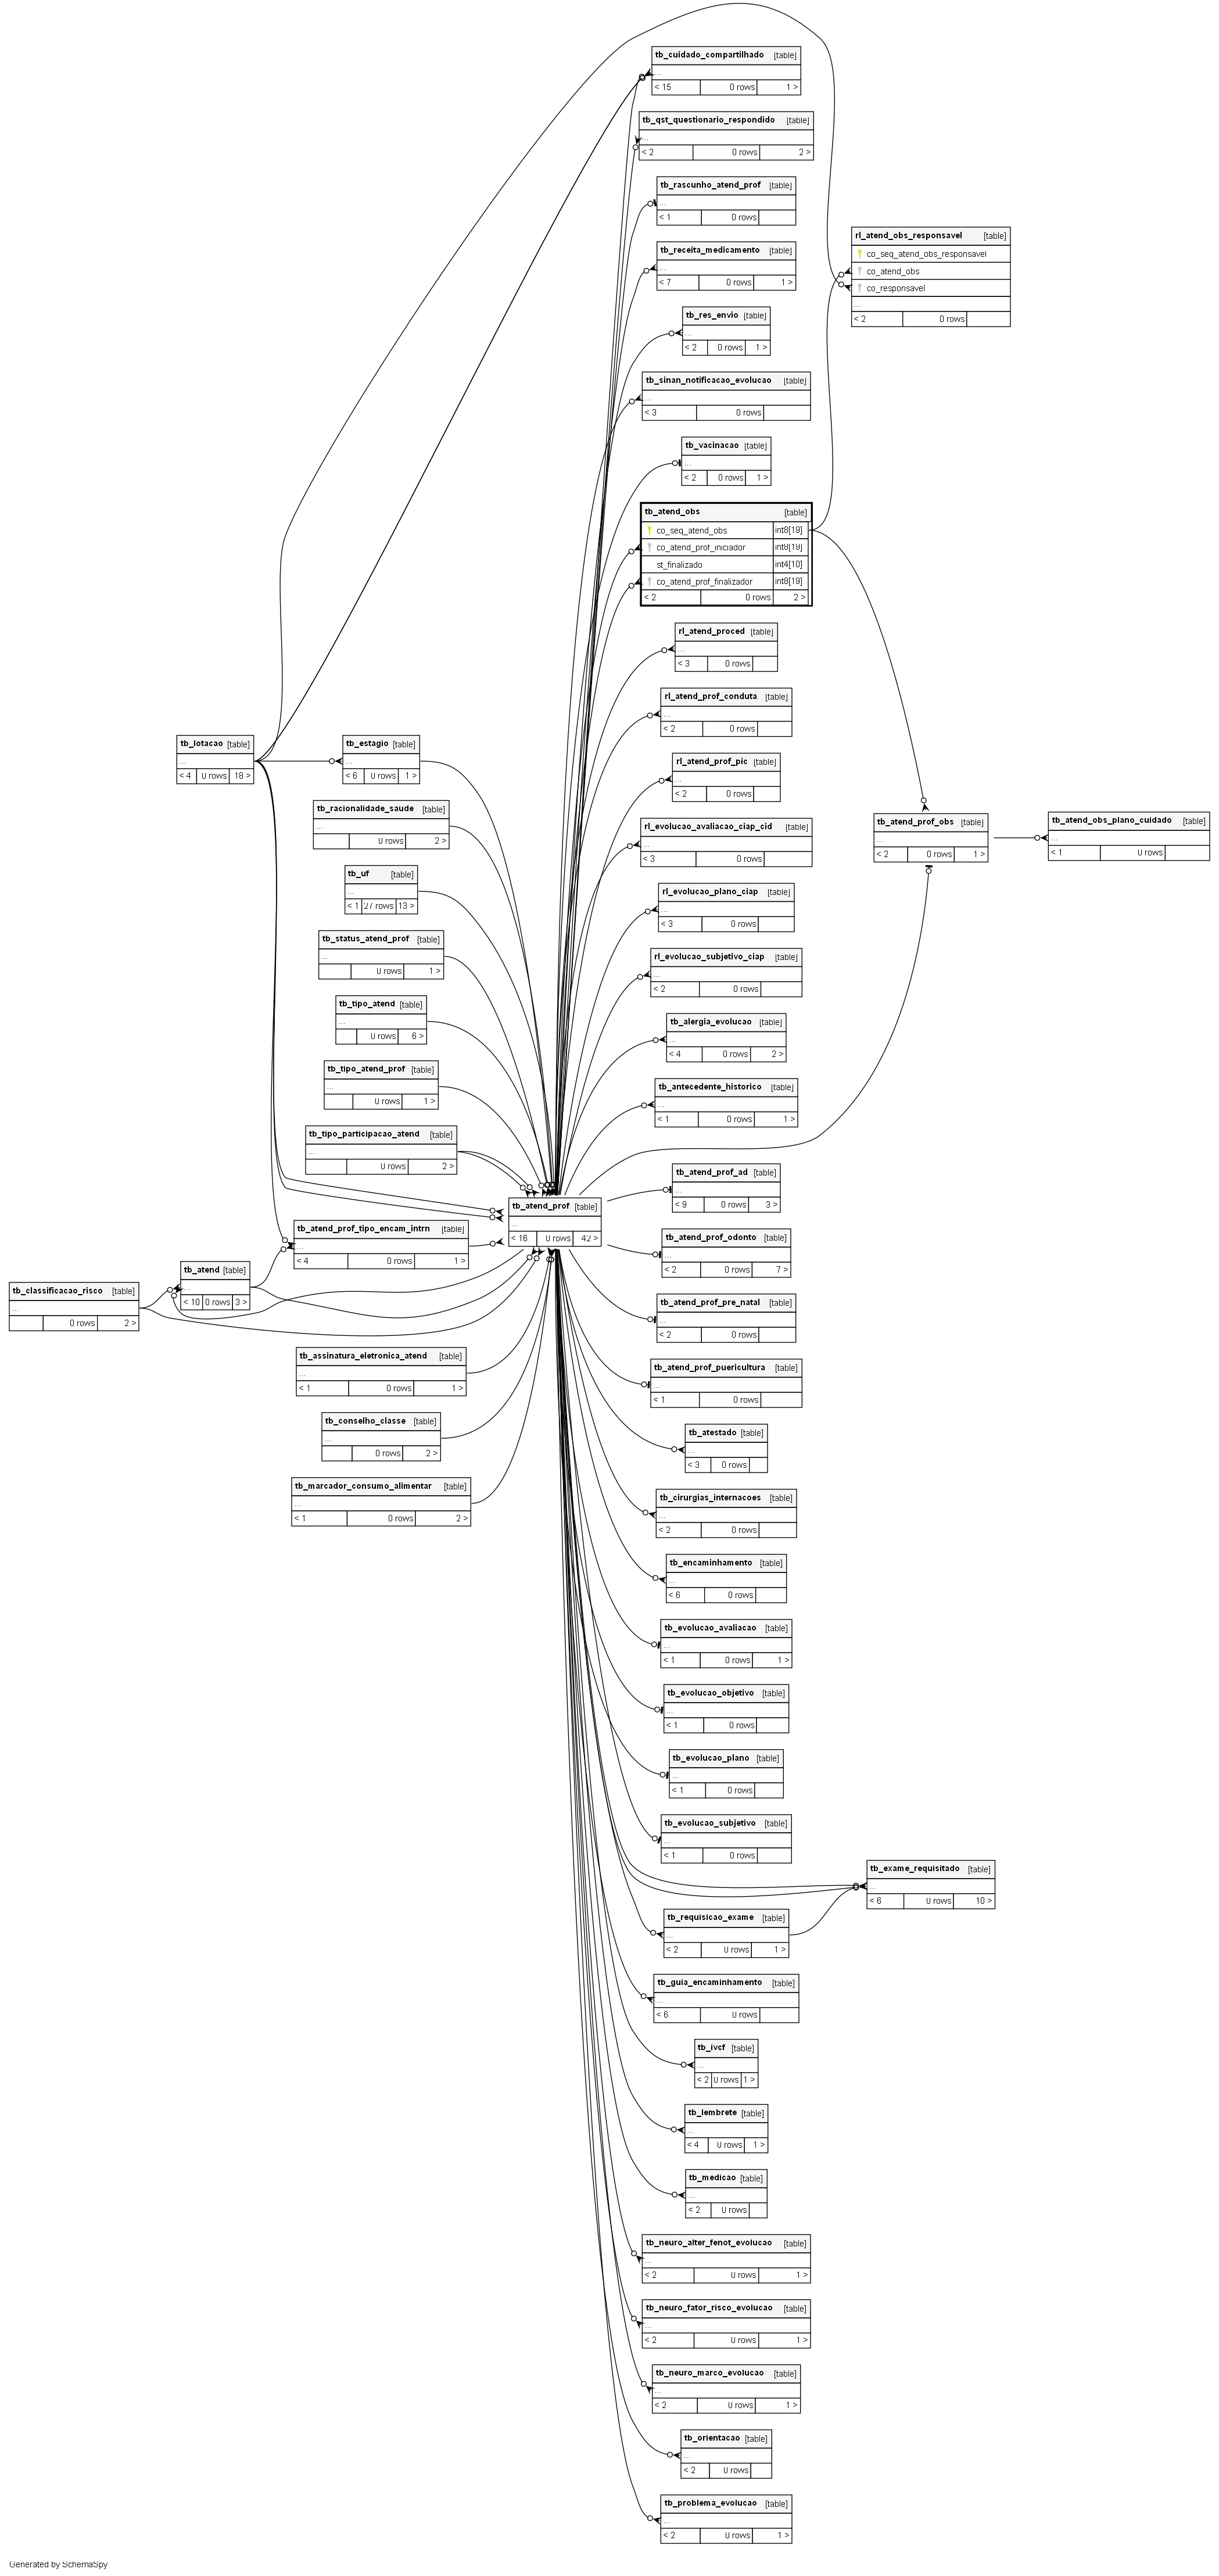 tb_cuidado_compartilhado [table]
...
< 15 0 rows 1 >
tb_qst_questionario_respondido [table]
...
< 2 0 rows 2 >
tb_rascunho_atend_prof [table]
...
< 1 0 rows
tb_receita_medicamento [table]
...
< 7 0 rows 1 >
rl_atend_obs_responsavel [table]
co_seq_atend_obs_responsavel
co_atend_obs
co_responsavel
...
< 2 0 rows
tb_res_envio [table]
...
< 2 0 rows 1 >
tb_sinan_notificacao_evolucao [table]
...
< 3 0 rows
tb_vacinacao [table]
...
< 2 0 rows 1 >
tb_atend_obs [table]
co_seq_atend_obs int8[19]
co_atend_prof_iniciador int8[19]
st_finalizado int4[10]
co_atend_prof_finalizador int8[19]
< 2 0 rows 2 >
rl_atend_proced [table]
...
< 3 0 rows
rl_atend_prof_conduta [table]
...
< 2 0 rows
tb_lotacao [table]
...
< 4 0 rows 18 >
tb_estagio [table]
...
< 6 0 rows 1 >
rl_atend_prof_pic [table]
...
< 2 0 rows
tb_racionalidade_saude [table]
...
0 rows 2 >
rl_evolucao_avaliacao_ciap_cid [table]
...
< 3 0 rows
tb_atend_prof_obs [table]
...
< 2 0 rows 1 >
tb_atend_obs_plano_cuidado [table]
...
< 1 0 rows
tb_uf [table]
...
< 1 27 rows 13 >
rl_evolucao_plano_ciap [table]
...
< 3 0 rows
tb_status_atend_prof [table]
...
0 rows 1 >
rl_evolucao_subjetivo_ciap [table]
...
< 2 0 rows
tb_tipo_atend [table]
...
0 rows 6 >
tb_alergia_evolucao [table]
...
< 4 0 rows 2 >
tb_tipo_atend_prof [table]
...
0 rows 1 >
tb_antecedente_historico [table]
...
< 1 0 rows 1 >
tb_tipo_participacao_atend [table]
...
0 rows 2 >
tb_atend_prof_ad [table]
...
< 9 0 rows 3 >
tb_atend_prof [table]
...
< 16 0 rows 42 >
tb_atend_prof_tipo_encam_intrn [table]
...
< 4 0 rows 1 >
tb_atend_prof_odonto [table]
...
< 2 0 rows 7 >
tb_atend [table]
...
< 10 0 rows 3 >
tb_classificacao_risco [table]
...
0 rows 2 >
tb_atend_prof_pre_natal [table]
...
< 2 0 rows
tb_assinatura_eletronica_atend [table]
...
< 1 0 rows 1 >
tb_atend_prof_puericultura [table]
...
< 1 0 rows
tb_conselho_classe [table]
...
0 rows 2 >
tb_atestado [table]
...
< 3 0 rows
tb_marcador_consumo_alimentar [table]
...
< 1 0 rows 2 >
tb_cirurgias_internacoes [table]
...
< 2 0 rows
tb_encaminhamento [table]
...
< 6 0 rows
tb_evolucao_avaliacao [table]
...
< 1 0 rows 1 >
tb_evolucao_objetivo [table]
...
< 1 0 rows
tb_evolucao_plano [table]
...
< 1 0 rows
tb_evolucao_subjetivo [table]
...
< 1 0 rows
tb_exame_requisitado [table]
...
< 6 0 rows 10 >
tb_requisicao_exame [table]
...
< 2 0 rows 1 >
tb_guia_encaminhamento [table]
...
< 6 0 rows
tb_ivcf [table]
...
< 2 0 rows 1 >
tb_lembrete [table]
...
< 4 0 rows 1 >
tb_medicao [table]
...
< 2 0 rows
tb_neuro_alter_fenot_evolucao [table]
...
< 2 0 rows 1 >
tb_neuro_fator_risco_evolucao [table]
...
< 2 0 rows 1 >
tb_neuro_marco_evolucao [table]
...
< 2 0 rows 1 >
tb_orientacao [table]
...
< 2 0 rows
tb_problema_evolucao [table]
...
< 2 0 rows 1 >
Generated by SchemaSpy